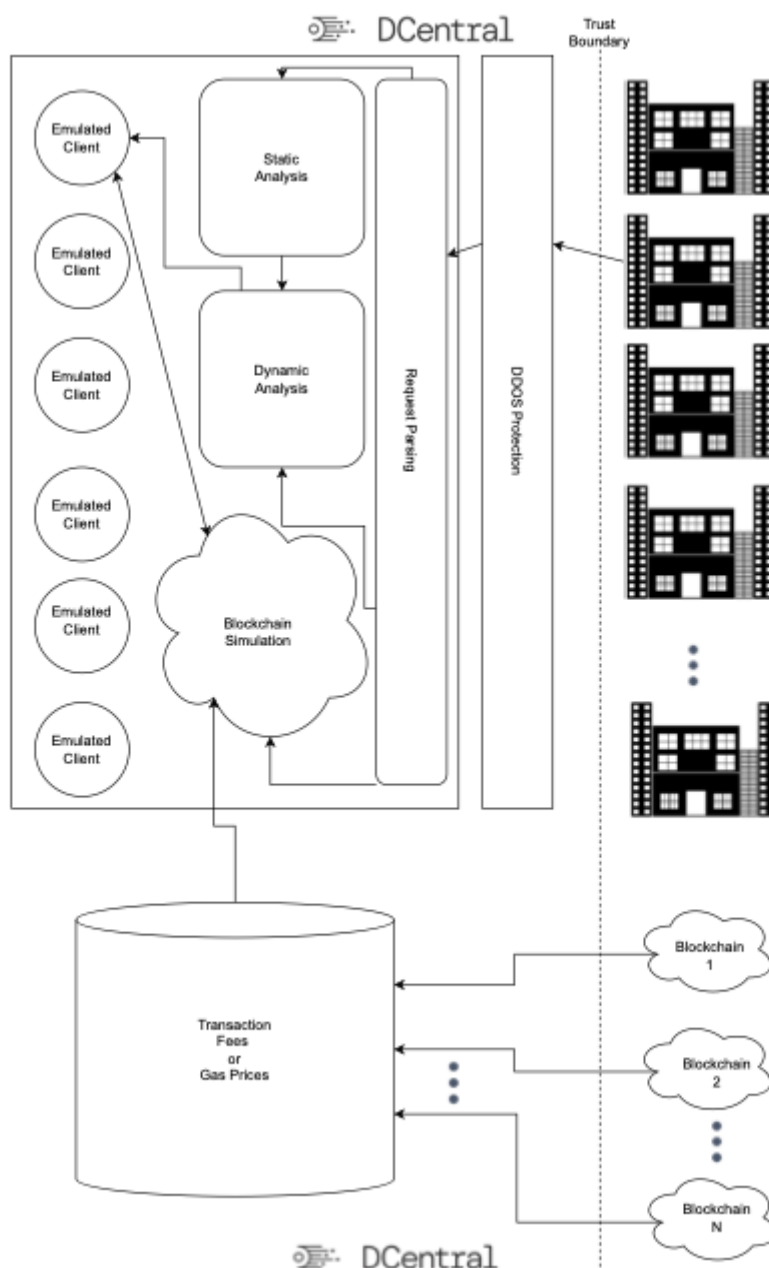 DCentral
Trust
Boundary
Emulated
Client
Static
Analysis
Emulated
Client
Emulated
Client
Dynamic
Analysis
Request Parsing
DDOS Protection
Emulated
Client
Emulated
Client
Blockchain
Simulation
Emulated
Client
Transaction
Fees
or
Gas Prices
Blockchain
1
Blockchain
2
Blockchain
N
DCentral